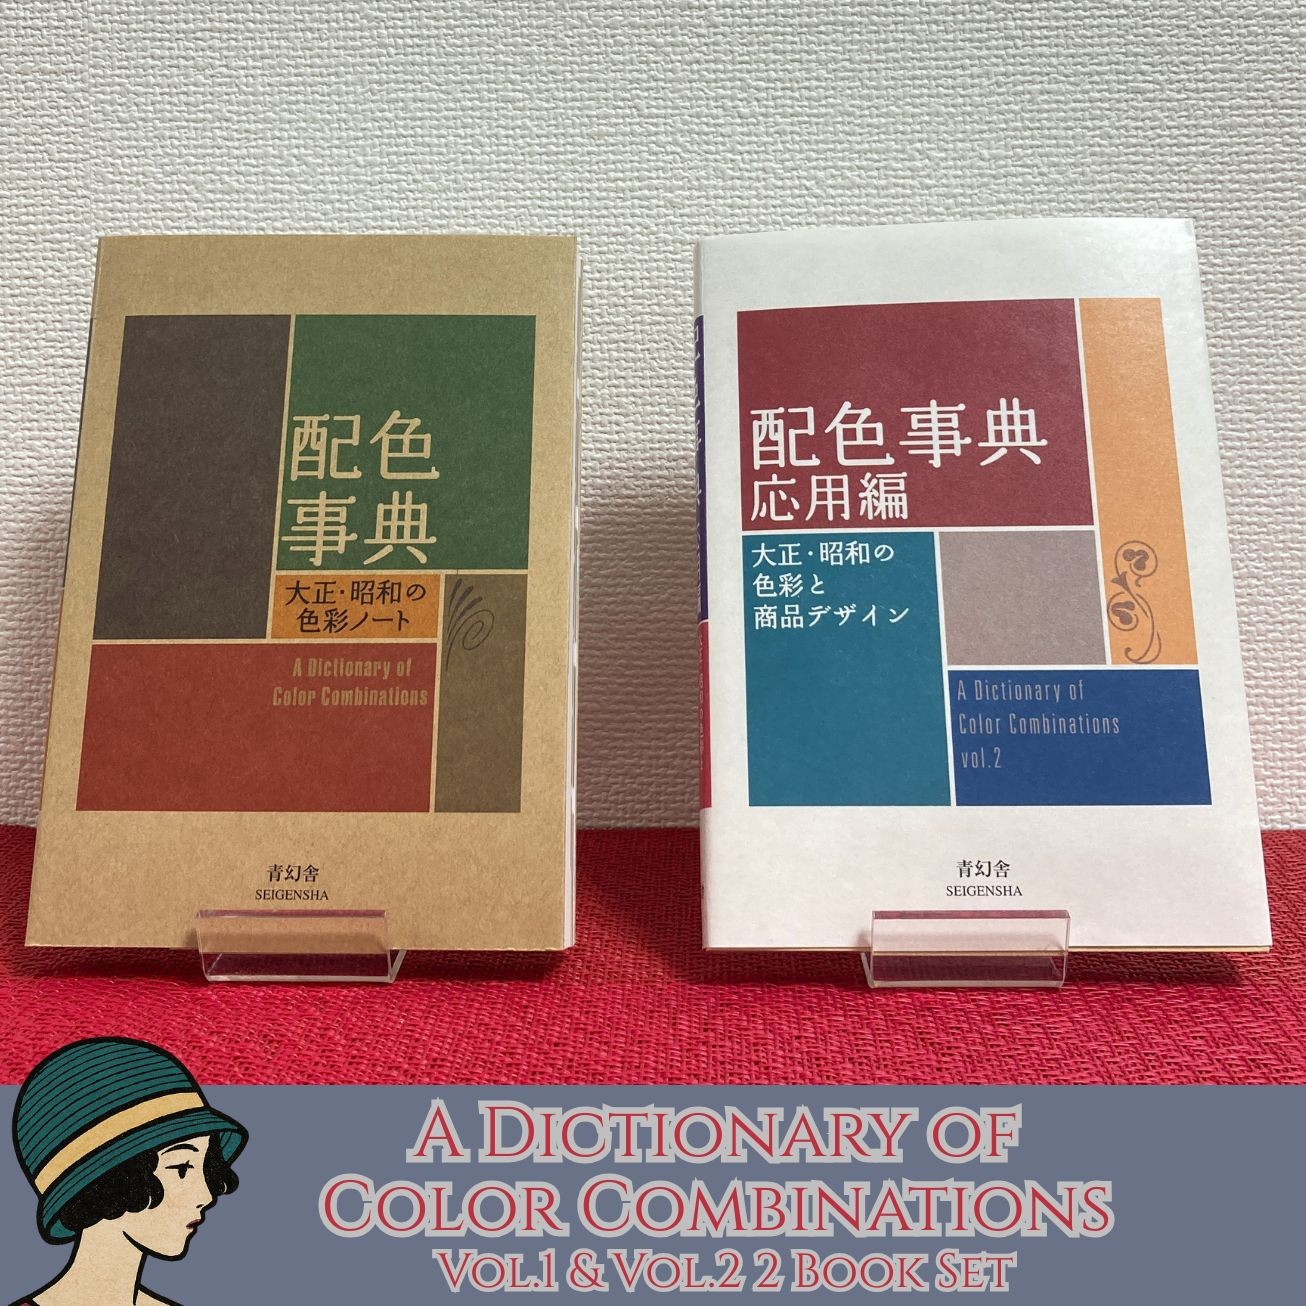 配色
事典
大正・昭和の
色彩ノート
A Dictionary of
Color Combinations
青幻舎
SEIGENSHA
配色事典
応用編
大正・昭和の
色彩と
商品デザイン
A Dictionary of
Color Combinations
vol.2
青幻舎
SEIGENSHA
A Dictionary of
Color Combinations
Vol.1 & Vol.2 2 Book Set